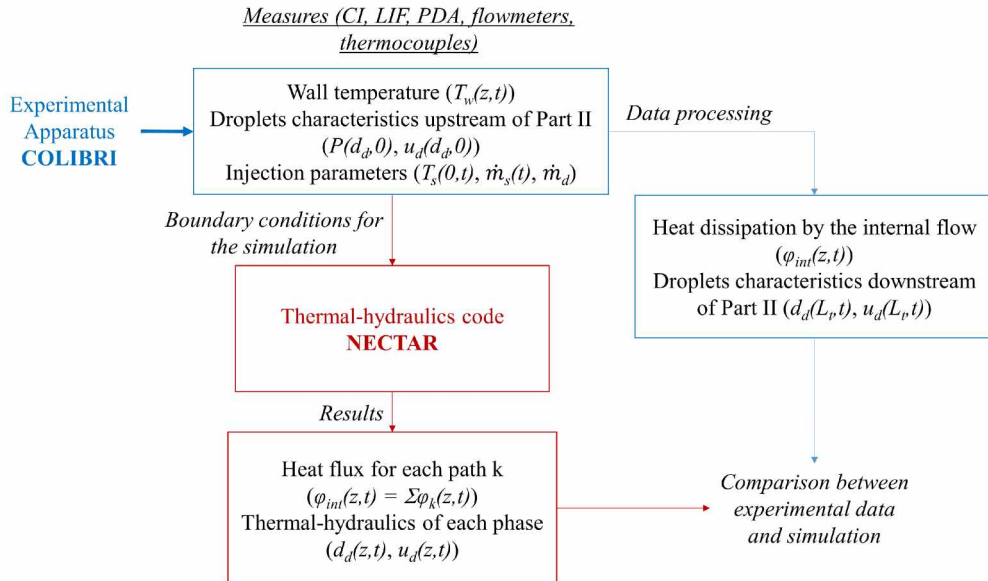 Measures (CI, LIF, PDA, flowmeters,
thermocouples)
Experimental
Apparatus
COLIBRI
Wall temperature (T_w(z,t))
Droplets characteristics upstream of Part II
(P(d_d,0), u_d(d_d,0))
Injection parameters (T_s(0,t), ṁ_s(t), ṁ_d)
Data processing
Boundary conditions for
the simulation
Heat dissipation by the internal flow
(φ_int(z,t))
Droplets characteristics downstream
of Part II (d_d(L_t,t), u_d(L_t,t))
Thermal-hydraulics code
NECTAR
Results
Heat flux for each path k
(φ_int(z,t) = Σφ_k(z,t))
Thermal-hydraulics of each phase
(d_d(z,t), u_d(z,t))
Comparison between
experimental data
and simulation